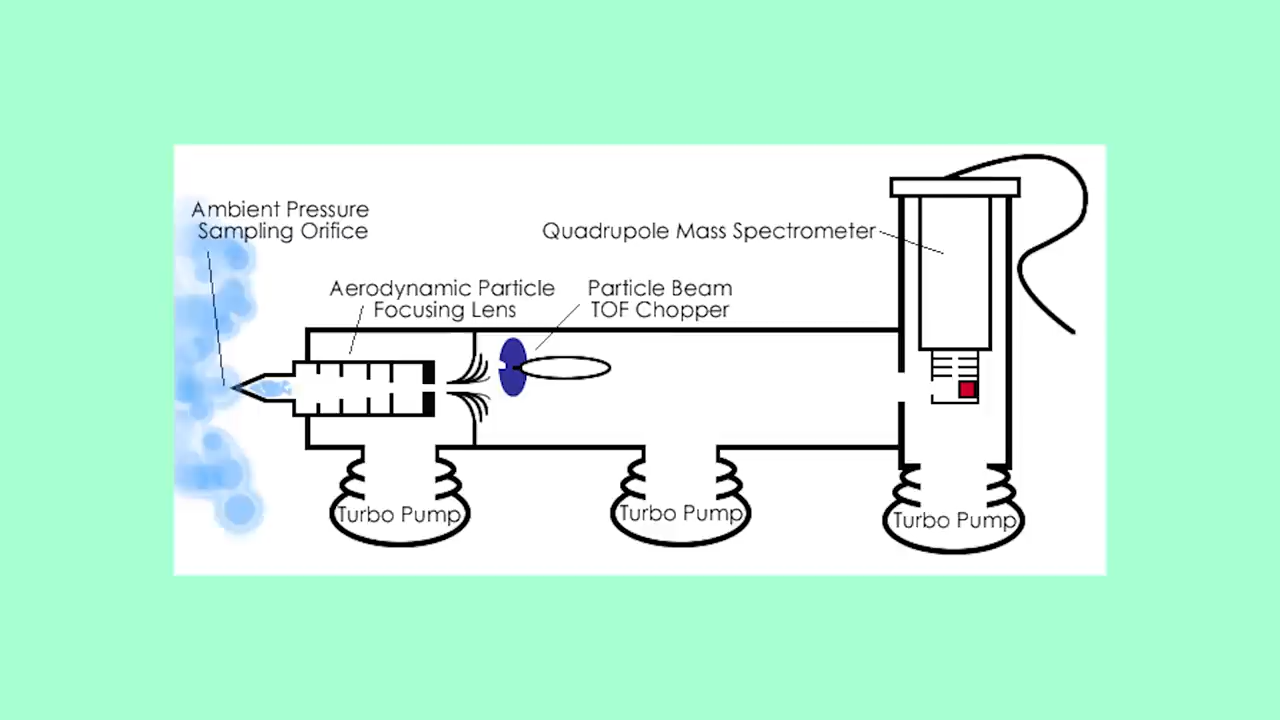 Ambient Pressure
Sampling Orifice
Quadrupole Mass Spectrometer
Aerodynamic Particle
Focusing Lens
Particle Beam
TOF Chopper
Turbo Pump
Turbo Pump
Turbo Pump